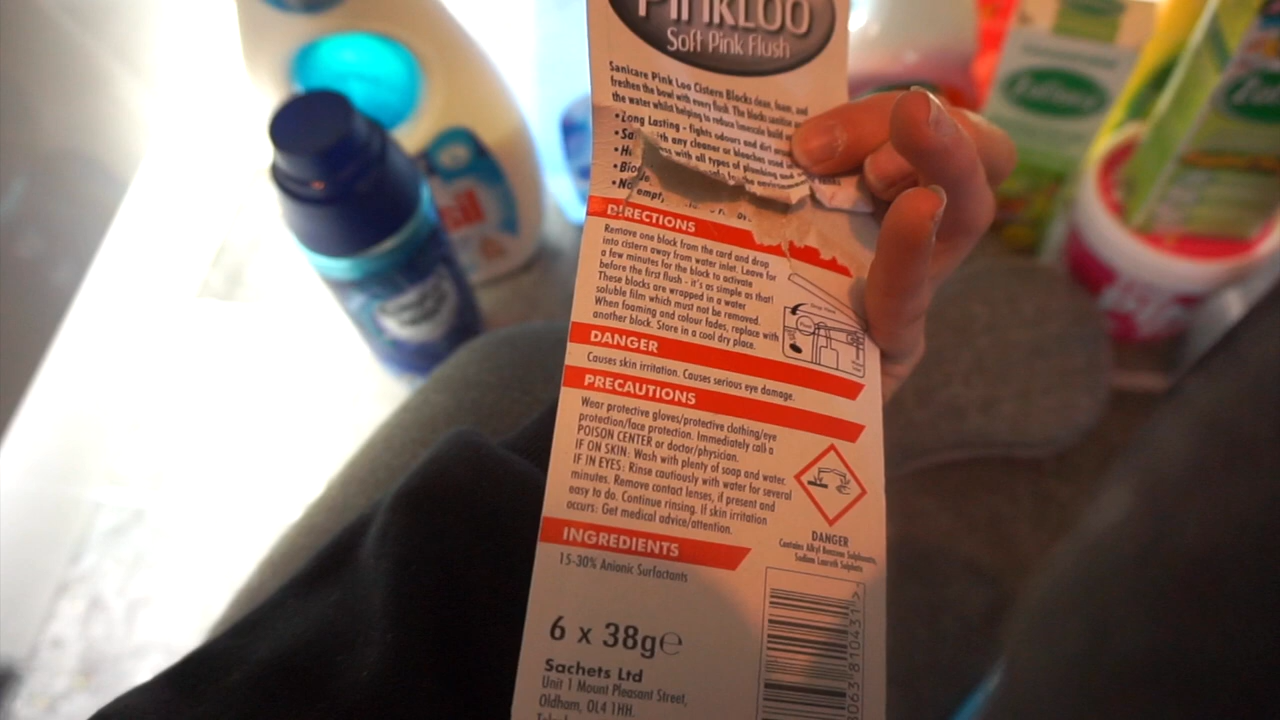 PinkLOO
Soft Pink Flush
Sanicare Pink Loo Cistern Blocks clean, foam, and
freshen the bowl with every flush. The blocks sanitise
the water whilst helping to reduce limescale build
• Long Lasting - fights odours and dirt
• Sa with any cleaner or bleaches used in
• H with all types of plumbing and
• Bio
• No
empt
DIRECTIONS
Remove one block from the card and drop
into cistern away from water inlet. Leave for
a few minutes for the block to activate
before the first flush - it's as simple as that!
These blocks are wrapped in a water
soluble film which must not be removed.
When foaming and colour fades, replace with
another block. Store in a cool dry place.
DANGER
Causes skin irritation. Causes serious eye damage.
PRECAUTIONS
Wear protective gloves/protective clothing/eye
protection/face protection. Immediately call a
POISON CENTER or doctor/physician.
IF ON SKIN: Wash with plenty of soap and water.
IF IN EYES: Rinse cautiously with water for several
minutes. Remove contact lenses, if present and
easy to do. Continue rinsing. If skin irritation
occurs: Get medical advice/attention.
DANGER
Contains Alkyl Benzene Sulphonate,
Sodium Laureth Sulphate
INGREDIENTS
15-30% Anionic Surfactants
6 x 38g℮
Sachets Ltd
Unit 1 Mount Pleasant Street,
Oldham, OL4 1HH.
063 810431 >